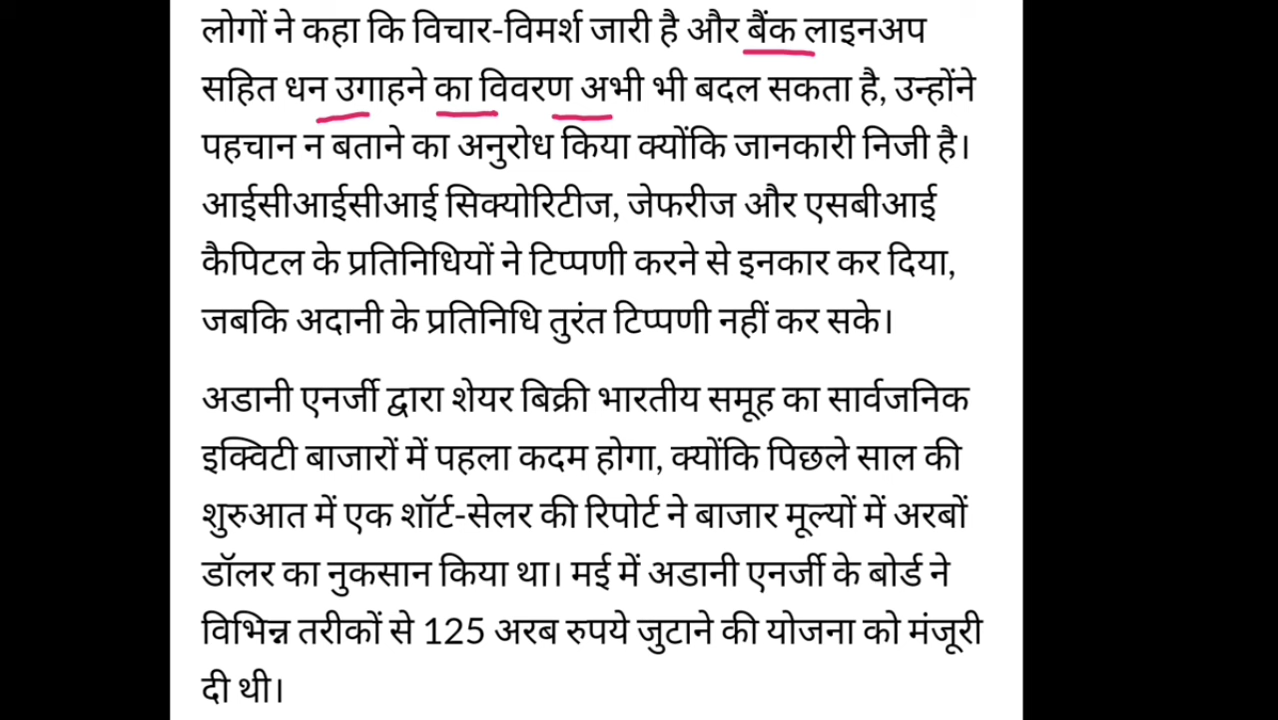 लोगों ने कहा कि विचार-विमर्श जारी है और बैंक लाइनअप
सहित धन उगाहने का विवरण अभी भी बदल सकता है, उन्होंने
पहचान न बताने का अनुरोध किया क्योंकि जानकारी निजी है।
आईसीआईसीआई सिक्योरिटीज, जेफरीज और एसबीआई
कैपिटल के प्रतिनिधियों ने टिप्पणी करने से इनकार कर दिया,
जबकि अदानी के प्रतिनिधि तुरंत टिप्पणी नहीं कर सके।
अडानी एनर्जी द्वारा शेयर बिक्री भारतीय समूह का सार्वजनिक
इक्विटी बाजारों में पहला कदम होगा, क्योंकि पिछले साल की
शुरुआत में एक शॉर्ट-सेलर की रिपोर्ट ने बाजार मूल्यों में अरबों
डॉलर का नुकसान किया था। मई में अडानी एनर्जी के बोर्ड ने
विभिन्न तरीकों से 125 अरब रुपये जुटाने की योजना को मंजूरी
दी थी।